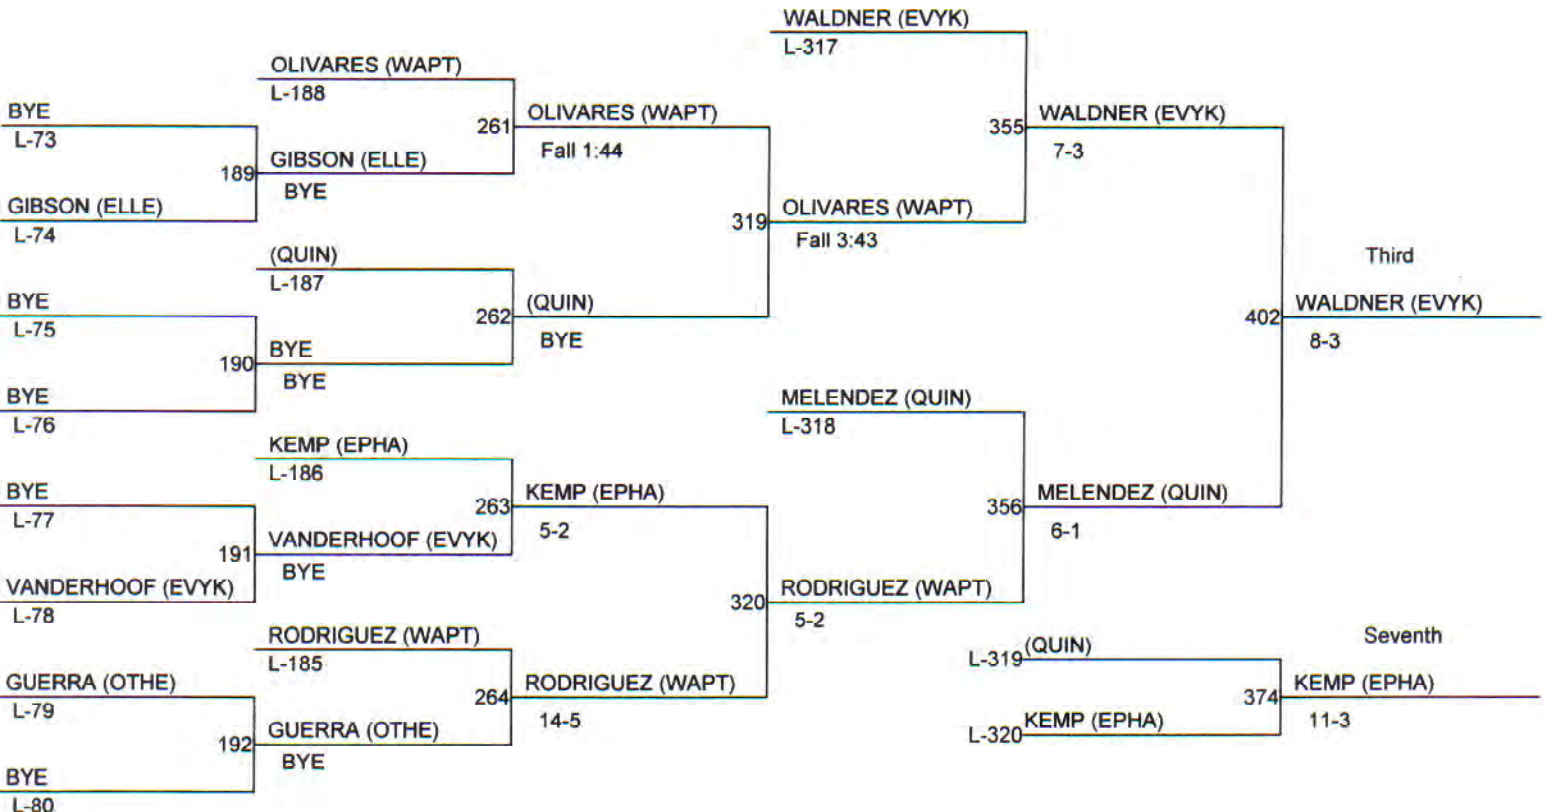 WALDNER (EVYK)
L-317
OLIVARES (WAPT)
L-188
BYE
L-73
261
OLIVARES (WAPT)
Fall 1:44
355
WALDNER (EVYK)
7-3
189
GIBSON (ELLE)
BYE
GIBSON (ELLE)
L-74
319
OLIVARES (WAPT)
Fall 3:43
(QUIN)
L-187
Third
BYE
L-75
262
(QUIN)
BYE
402
WALDNER (EVYK)
8-3
190
BYE
BYE
BYE
L-76
MELENDEZ (QUIN)
L-318
KEMP (EPHA)
L-186
BYE
L-77
263
KEMP (EPHA)
5-2
356
MELENDEZ (QUIN)
6-1
191
VANDERHOOF (EVYK)
BYE
VANDERHOOF (EVYK)
L-78
320
RODRIGUEZ (WAPT)
5-2
RODRIGUEZ (WAPT)
L-185
Seventh
L-319
(QUIN)
GUERRA (OTHE)
L-79
264
RODRIGUEZ (WAPT)
14-5
374
KEMP (EPHA)
11-3
192
GUERRA (OTHE)
BYE
L-320
KEMP (EPHA)
BYE
L-80